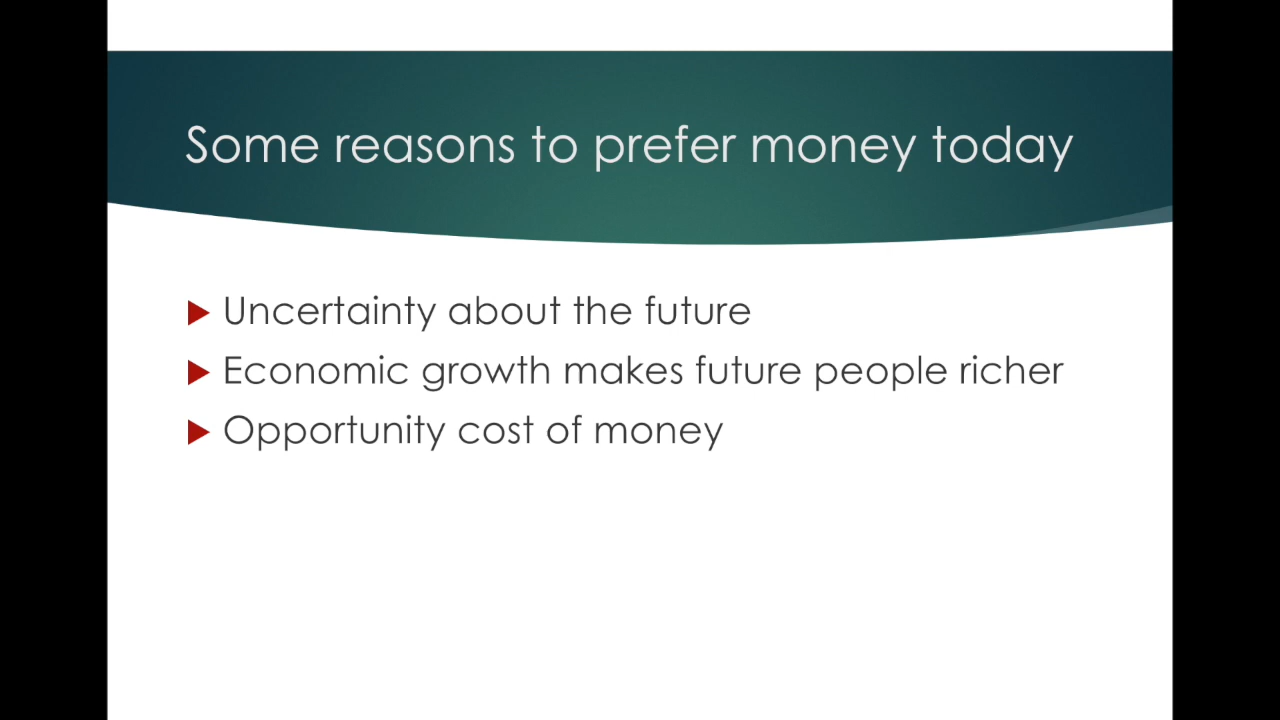 Some reasons to prefer money today
Uncertainty about the future
Economic growth makes future people richer
Opportunity cost of money